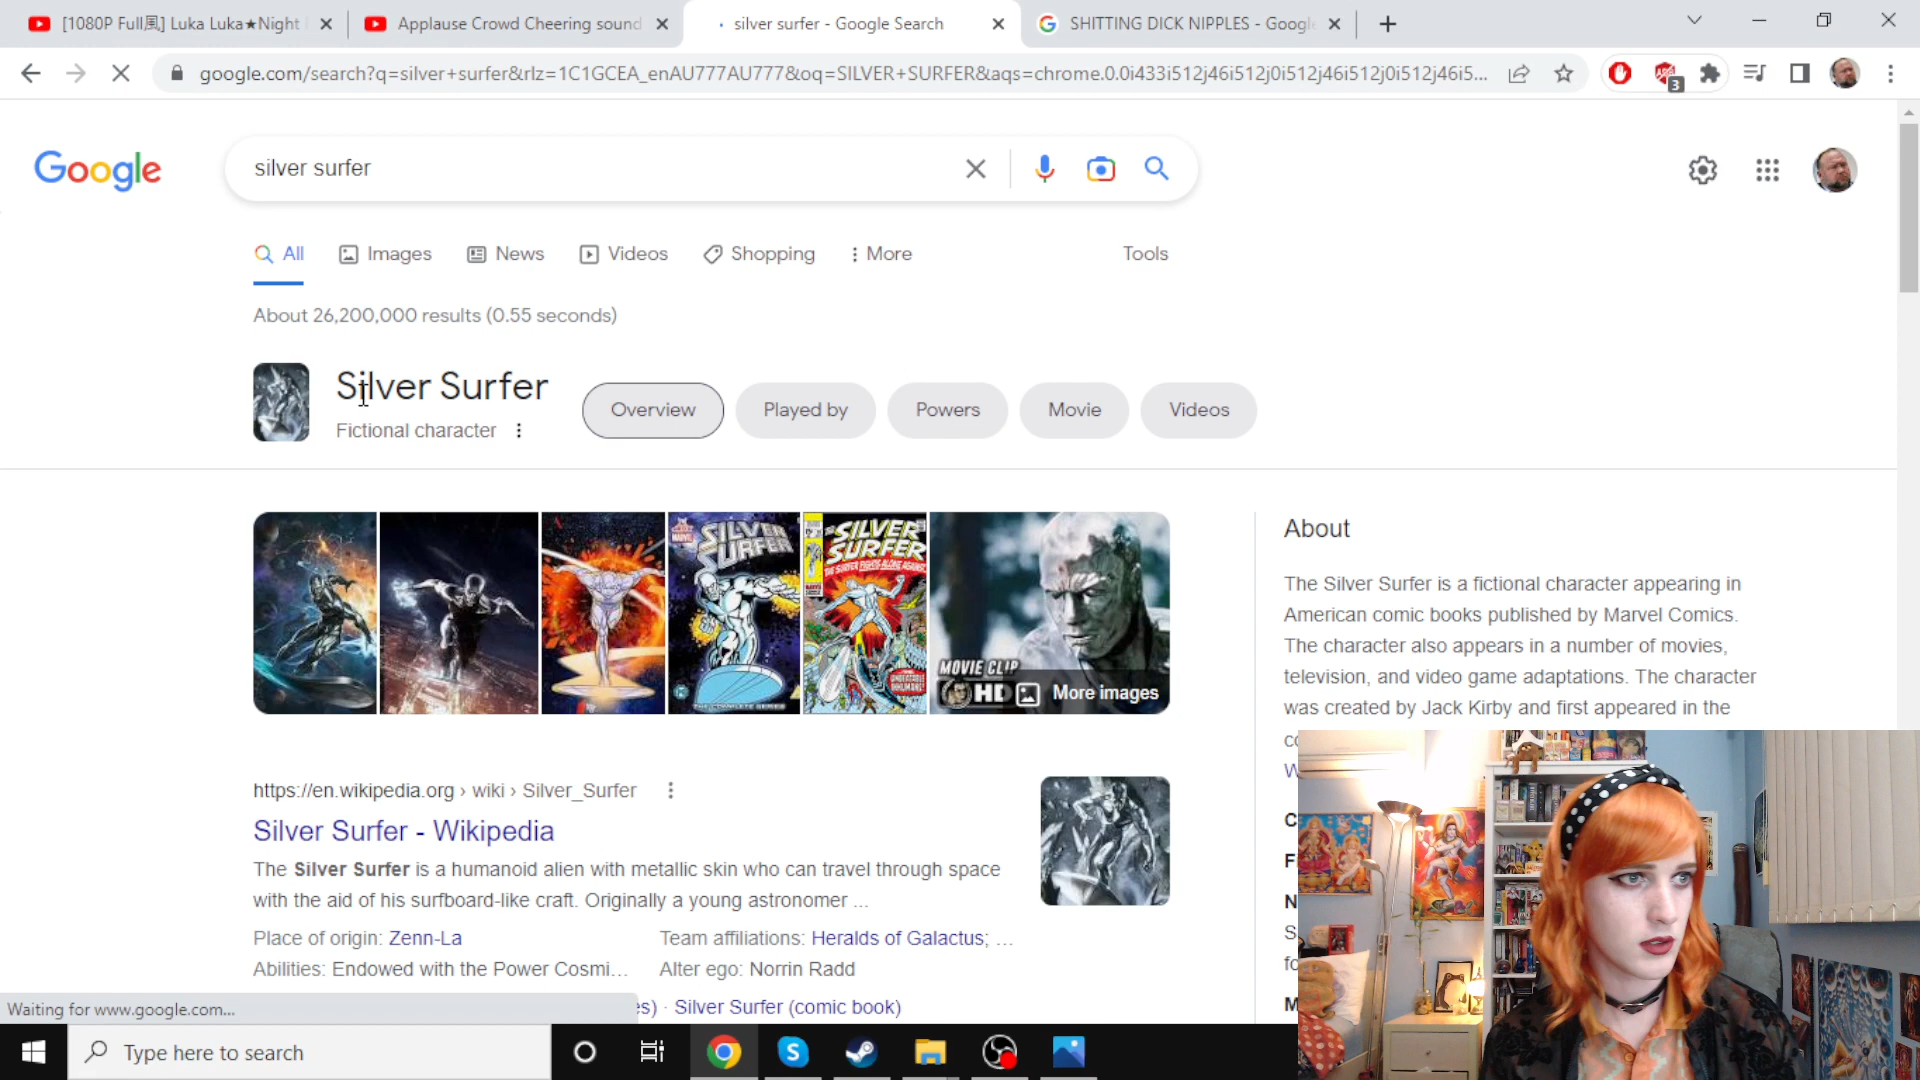 [1080P Full風] Luka Luka★Night
Applause Crowd Cheering sound
silver surfer - Google Search
SHITTING DICK NIPPLES - Google
google.com/search?q=silver+surfer&rlz=1C1GCEA_enAU777AU777&oq=SILVER+SURFER&aqs=chrome.0.0i433i512j46i512j0i512j46i512j0i512j46i5...
3
Google
silver surfer
All
Images
News
Videos
Shopping
More
Tools
About 26,200,000 results (0.55 seconds)
Silver Surfer
Fictional character
Overview
Played by
Powers
Movie
Videos
SILVER SURFER
SILVER SURFER
MOVIE CLIP
HD
More images
About
The Silver Surfer is a fictional character appearing in
American comic books published by Marvel Comics.
The character also appears in a number of movies,
television, and video game adaptations. The character
was created by Jack Kirby and first appeared in the
https://en.wikipedia.org › wiki › Silver_Surfer
Silver Surfer - Wikipedia
The Silver Surfer is a humanoid alien with metallic skin who can travel through space
with the aid of his surfboard-like craft. Originally a young astronomer ...
Place of origin: Zenn-La
Team affiliations: Heralds of Galactus; ...
Abilities: Endowed with the Power Cosmi...
Alter ego: Norrin Radd
es) · Silver Surfer (comic book)
Waiting for www.google.com...
Type here to search